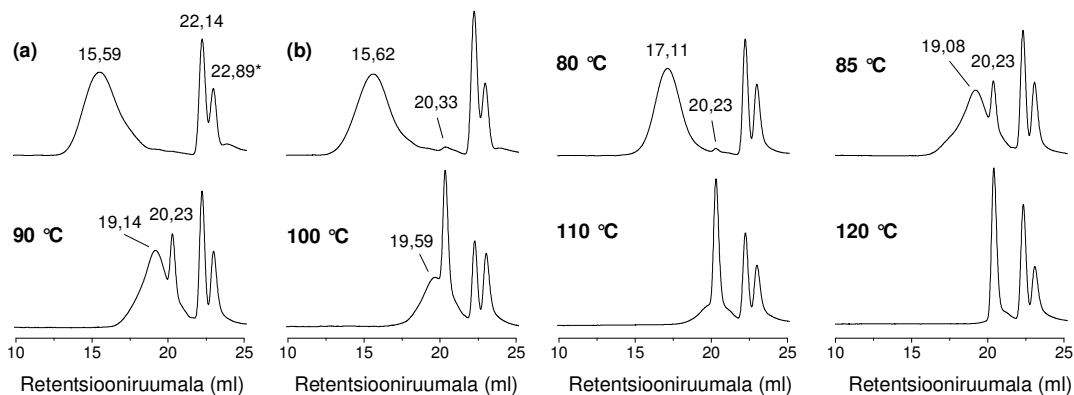 (a)
15,59
22,14
22,89*
(b)
15,62
20,33
80 °C
17,11
20,23
85 °C
19,08
20,23
90 °C
19,14
20,23
100 °C
19,59
110 °C
120 °C
10 15 20 25
10 15 20 25
10 15 20 25
10 15 20 25
Retentsiooniruumala (ml)
Retentsiooniruumala (ml)
Retentsiooniruumala (ml)
Retentsiooniruumala (ml)